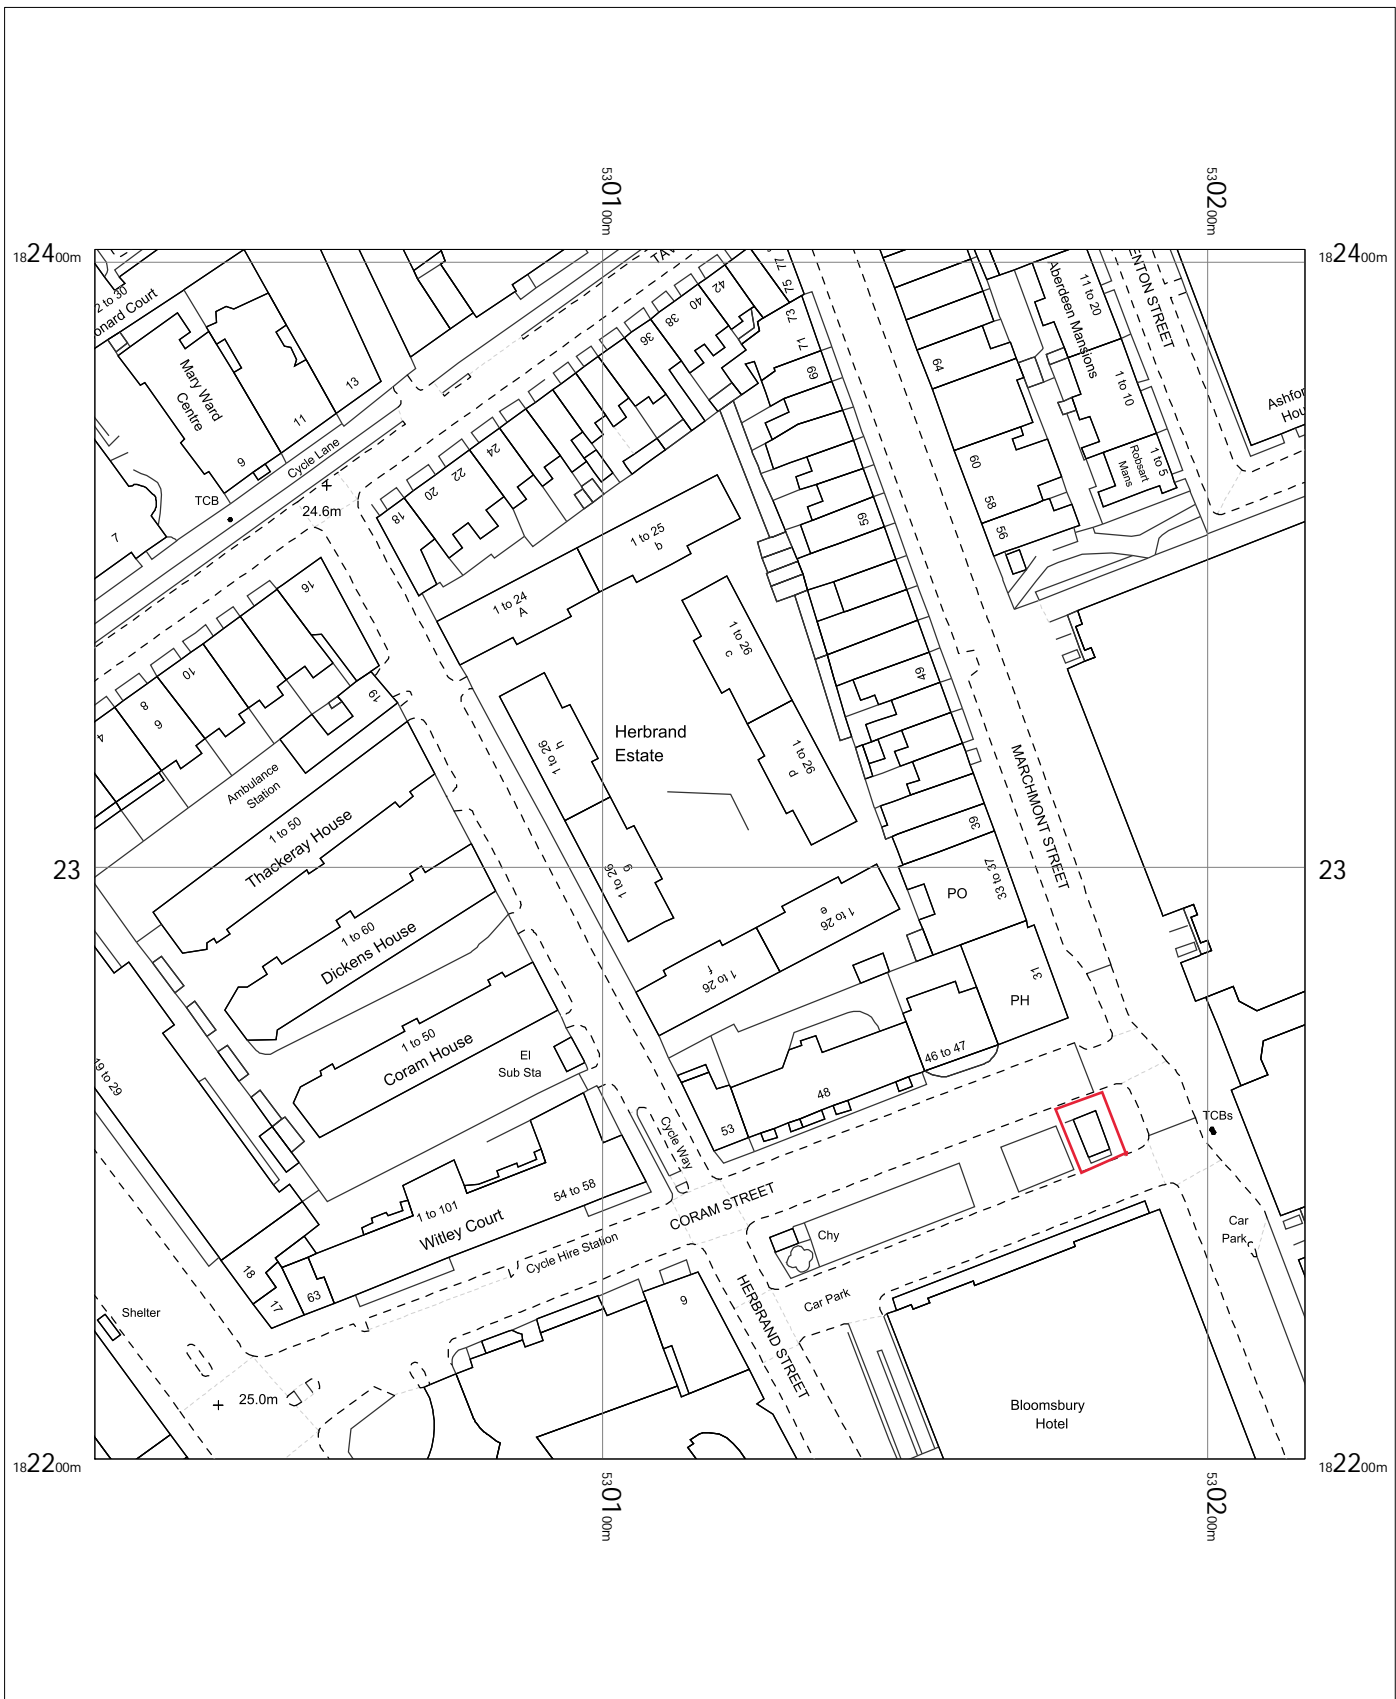 5301 00m
5302 00m
1824 00m
1824 00m
2 to 30
onard Court
Mary Ward
Centre
13
11
9
Cycle Lane
TCB
24.6m
7
42
40
38
36
24
22
20
18
77
75
73
71
69
64
60
58
56
59
49
39
33 to 37
31
Aberdeen Mansions
11 to 20
1 to 10
Robsart
Mans
1 to 5
ENTON STREET
Ashfor
Hou
1 to 25
b
1 to 24
A
1 to 26
c
1 to 26
d
1 to 26
h
1 to 26
g
1 to 26
e
1 to 26
f
Herbrand
Estate
16
10
8
6
4
19
Ambulance
Station
1 to 50
Thackeray House
1 to 60
Dickens House
1 to 50
Coram House
El
Sub Sta
MARCHMONT STREET
23
23
PO
PH
46 to 47
48
53
Cycle Way
19 to 29
TCBs
54 to 58
1 to 101
Witley Court
CORAM STREET
Cycle Hire Station
18
17
63
Shelter
25.0m
9
HERBRAND STREET
Chy
Car Park
Car
Park
Bloomsbury
Hotel
1822 00m
1822 00m
5301 00m
5302 00m